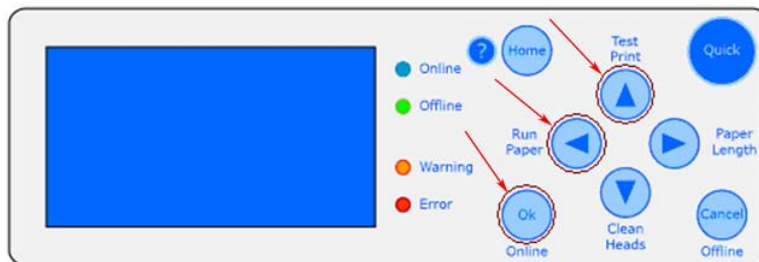 Test
Print
?
Home
Quick
Online
Offline
Run
Paper
Paper
Length
Warning
Error
Ok
Online
Clean
Heads
Cancel
Offline